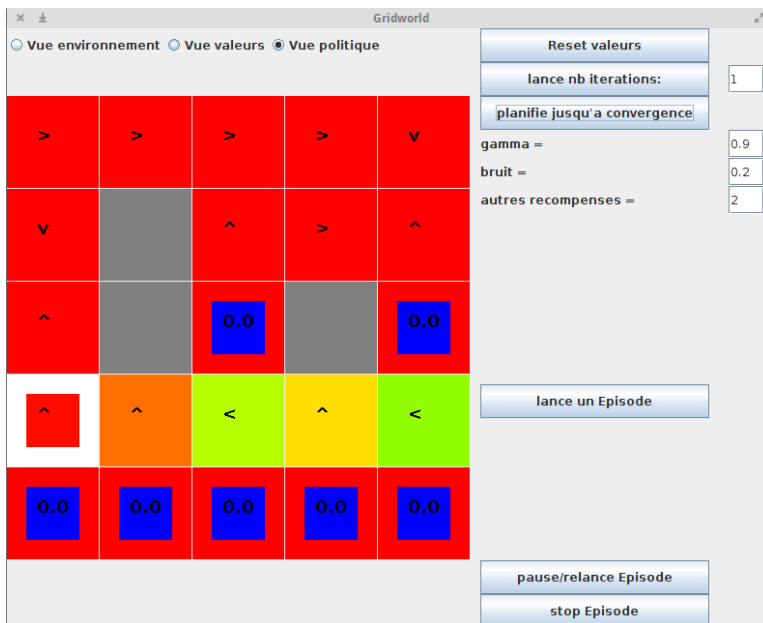 Gridworld
Vue environnement Vue valeurs Vue politique
Reset valeurs
lance nb iterations: 1
planifie jusqu'a convergence
gamma = 0.9
bruit = 0.2
autres recompenses = 2
> > > > v
v ^ > ^
^ 0.0 0.0
^ ^ < ^ <
lance un Episode
0.0 0.0 0.0 0.0 0.0
pause/relance Episode
stop Episode